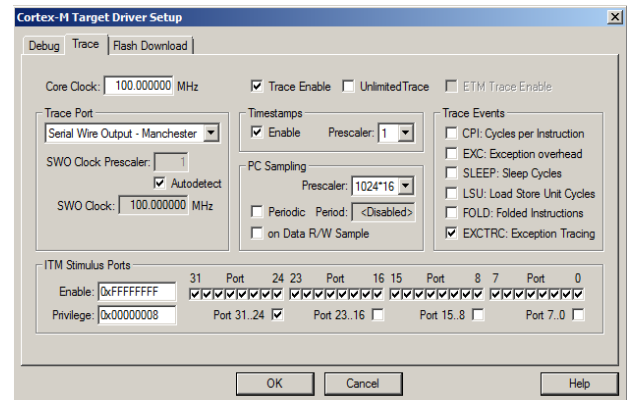 Cortex-M Target Driver Setup
Debug Trace Flash Download
Core Clock: 100.000000 MHz Trace Enable UnlimitedTrace ETM Trace Enable
Trace Port Timestamps Trace Events
Serial Wire Output - Manchester Enable Prescaler: 1 CPI: Cycles per Instruction
EXC: Exception overhead
SWO Clock Prescaler: 1 PC Sampling SLEEP: Sleep Cycles
Autodetect Prescaler: 1024*16 LSU: Load Store Unit Cycles
SWO Clock: 100.000000 MHz Periodic Period: <Disabled> FOLD: Folded Instructions
on Data R/W Sample EXCTRC: Exception Tracing
ITM Stimulus Ports
31 Port 24 23 Port 16 15 Port 8 7 Port 0
Enable: 0xFFFFFFFF
Privilege: 0x00000008 Port 31..24 Port 23..16 Port 15..8 Port 7..0
OK Cancel Help